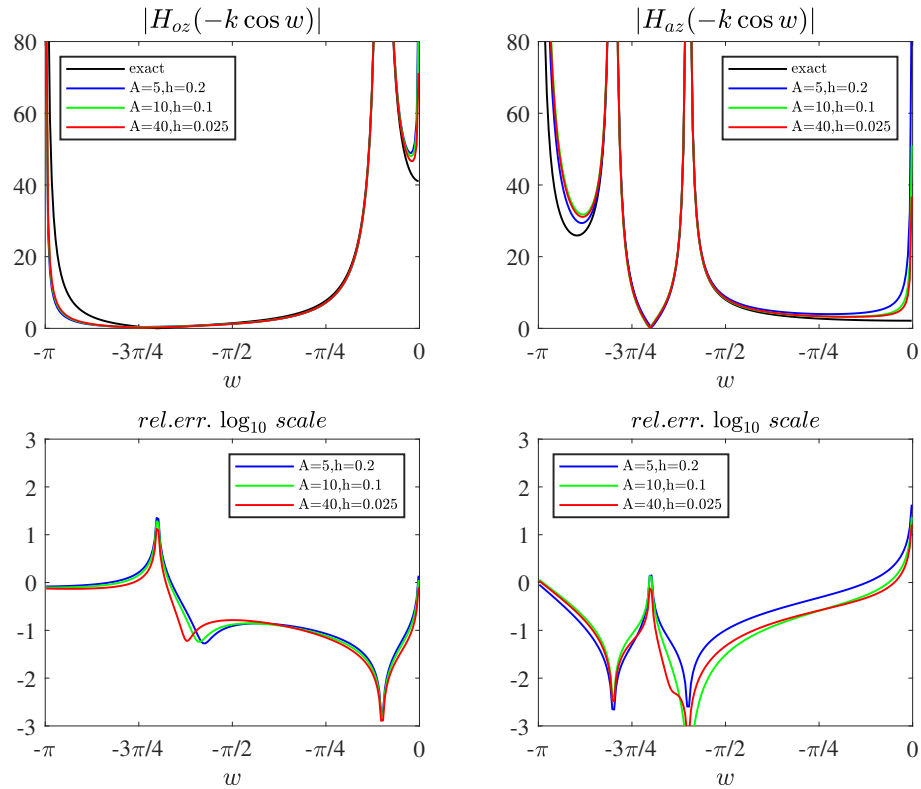 |H_{oz}(−k cos w)|
80
60
40
20
0
-π
-3π/4
-π/2
-π/4
0
w
exact
A=5,h=0.2
A=10,h=0.1
A=40,h=0.025
|H_{az}(−k cos w)|
80
60
40
20
0
-π
-3π/4
-π/2
-π/4
0
w
exact
A=5,h=0.2
A=10,h=0.1
A=40,h=0.025
rel.err. log₁₀ scale
3
2
1
0
-1
-2
-3
-π
-3π/4
-π/2
-π/4
0
w
A=5,h=0.2
A=10,h=0.1
A=40,h=0.025
rel.err. log₁₀ scale
3
2
1
0
-1
-2
-3
-π
-3π/4
-π/2
-π/4
0
w
A=5,h=0.2
A=10,h=0.1
A=40,h=0.025